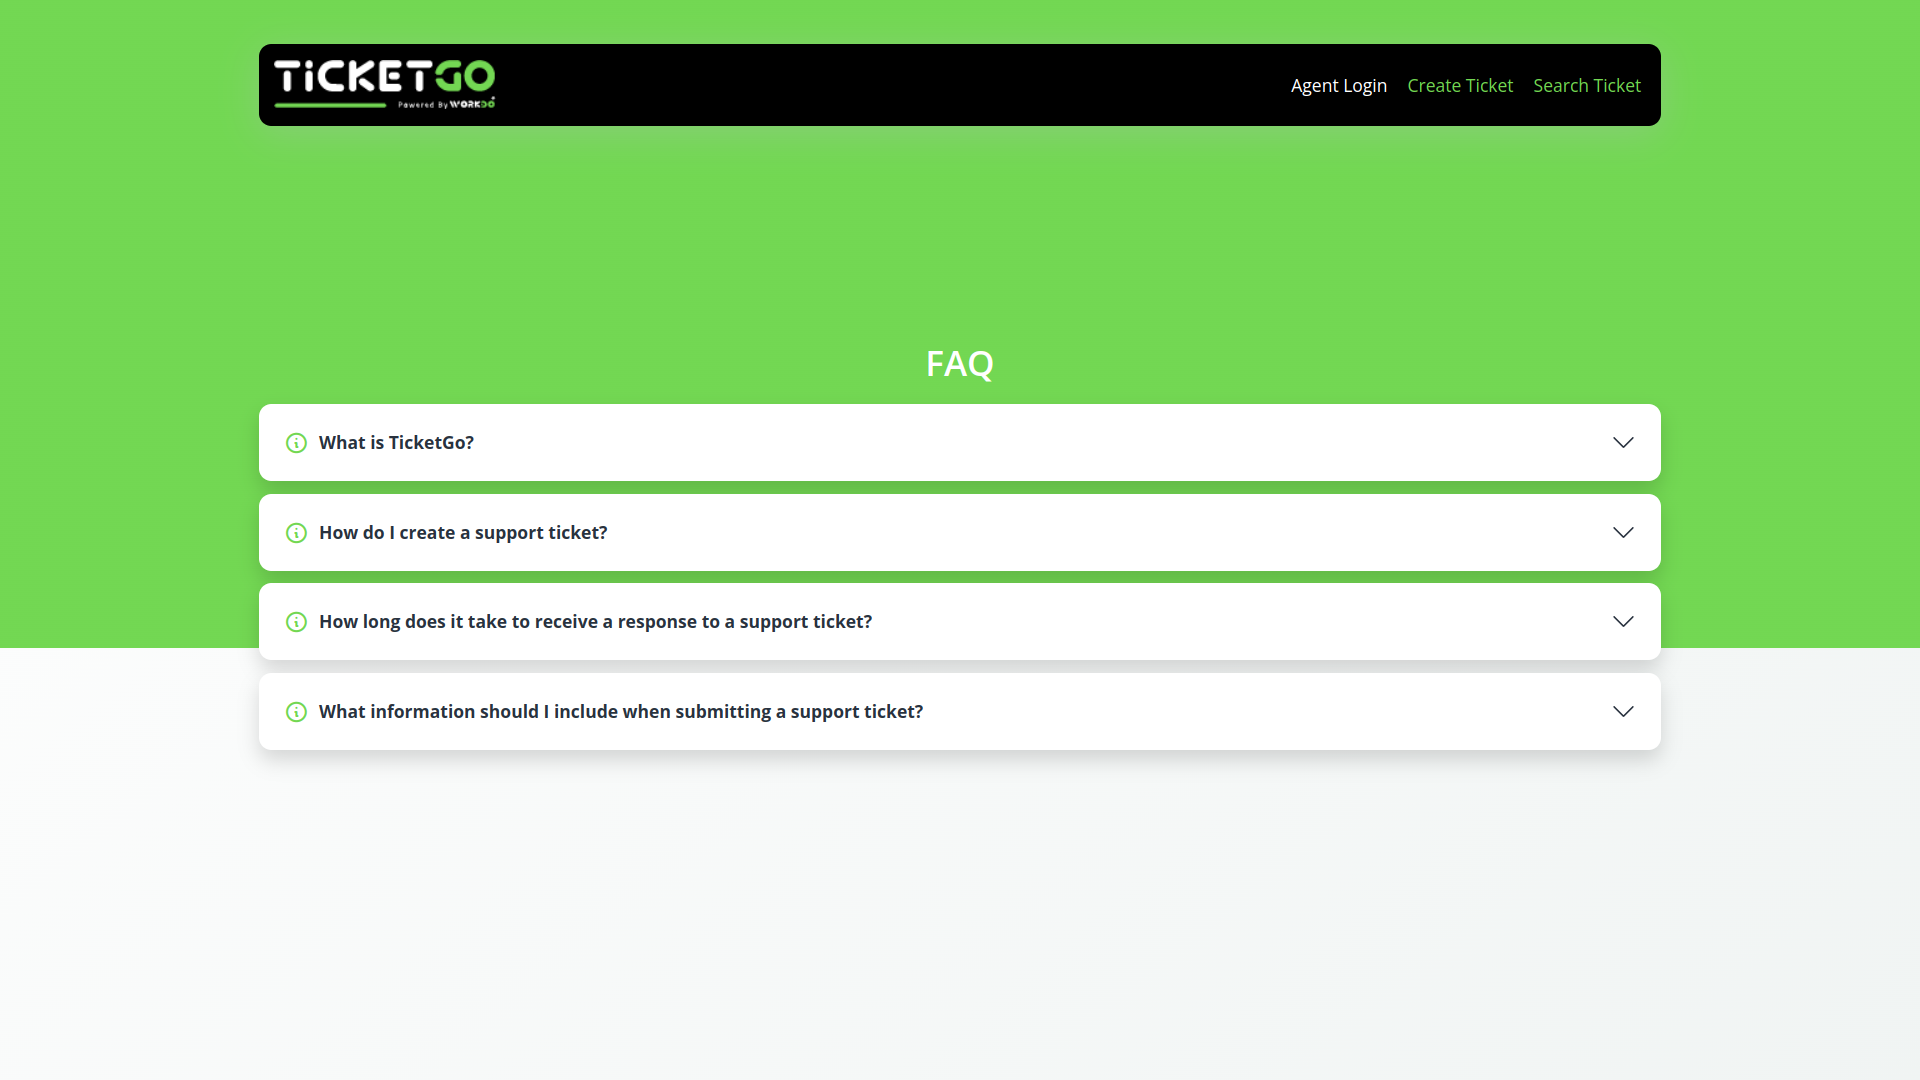 TiCKETGO
Powered By WORKDO
Agent Login
Create Ticket
Search Ticket
FAQ
What is TicketGo?
How do I create a support ticket?
How long does it take to receive a response to a support ticket?
What information should I include when submitting a support ticket?